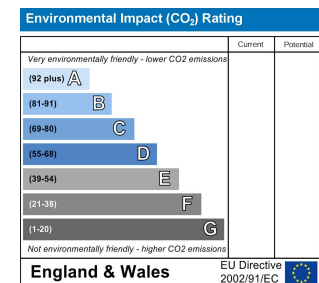 Environmental Impact (CO₂) Rating
Current Potential
Very environmentally friendly - lower CO2 emissions
(92 plus) A
(81-91) B
(69-80) C
(55-68) D
(39-54) E
(21-38) F
(1-20) G
Not environmentally friendly - higher CO2 emissions
England & Wales
EU Directive
2002/91/EC